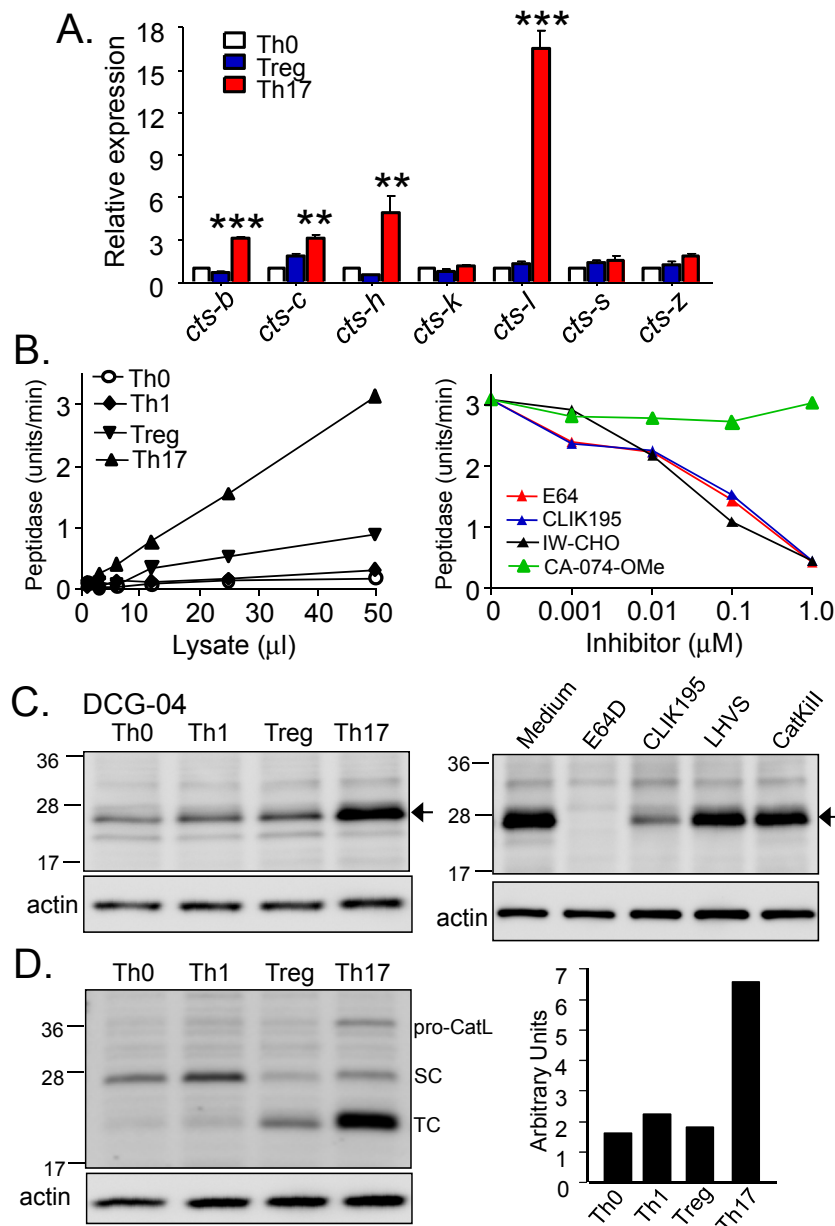 A.
Th0
Treg
Th17
Relative expression
18
15
12
9
6
3
0
***
**
**
***
cts-b
cts-c
cts-h
cts-k
cts-l
cts-s
cts-z
B.
Th0
Th1
Treg
Th17
Peptidase (units/min)
3
2
1
0
0 10 20 30 40 50
Lysate (μl)
Peptidase (units/min)
3
2
1
0
E64
CLIK195
IW-CHO
CA-074-OMe
0 0.001 0.01 0.1 1.0
Inhibitor (μM)
C.
DCG-04
Th0 Th1 Treg Th17
36
28
17
actin
Medium
E64D
CLIK195
LHVS
CatKill
36
28
17
actin
D.
Th0 Th1 Treg Th17
36
28
17
pro-CatL
SC
TC
actin
Arbitrary Units
7
6
5
4
3
2
1
0
Th0
Th1
Treg
Th17